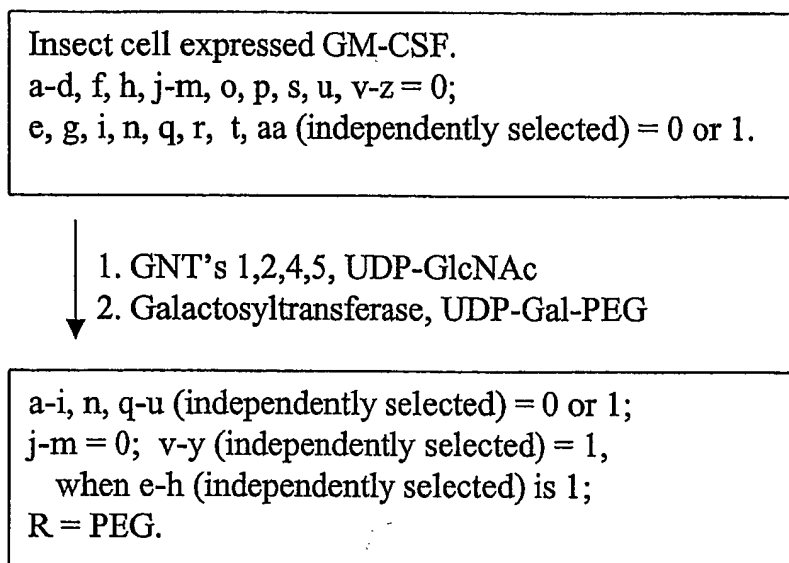 Insect cell expressed GM-CSF.
a-d, f, h, j-m, o, p, s, u, v-z = 0;
e, g, i, n, q, r, t, aa (independently selected) = 0 or 1.
1. GNT's 1,2,4,5, UDP-GlcNAc
2. Galactosyltransferase, UDP-Gal-PEG
a-i, n, q-u (independently selected) = 0 or 1;
j-m = 0; v-y (independently selected) = 1,
when e-h (independently selected) is 1;
R = PEG.